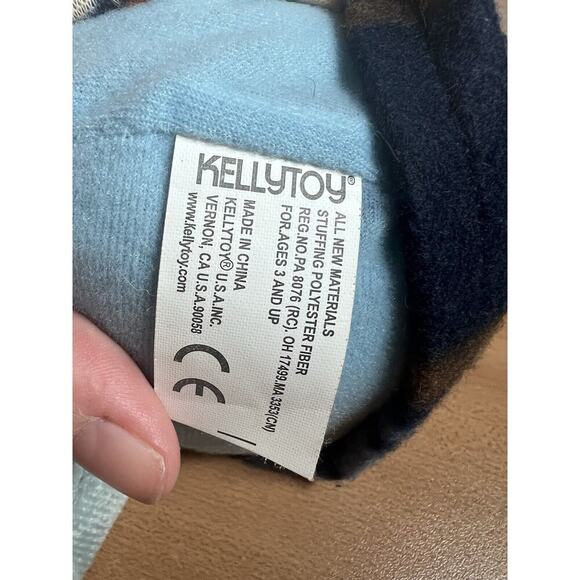 KELLYTOY®
ALL NEW MATERIALS
STUFFING POLYESTER FIBER
REG.NO.PA 8076 (RC). OH 17499.MA 3353(CN)
FOR.AGES 3 AND UP
MADE IN CHINA
KELLYTOY® U.S.A.INC.
VERNON, CA U.S.A.90058
www.kellytoy.com
CE